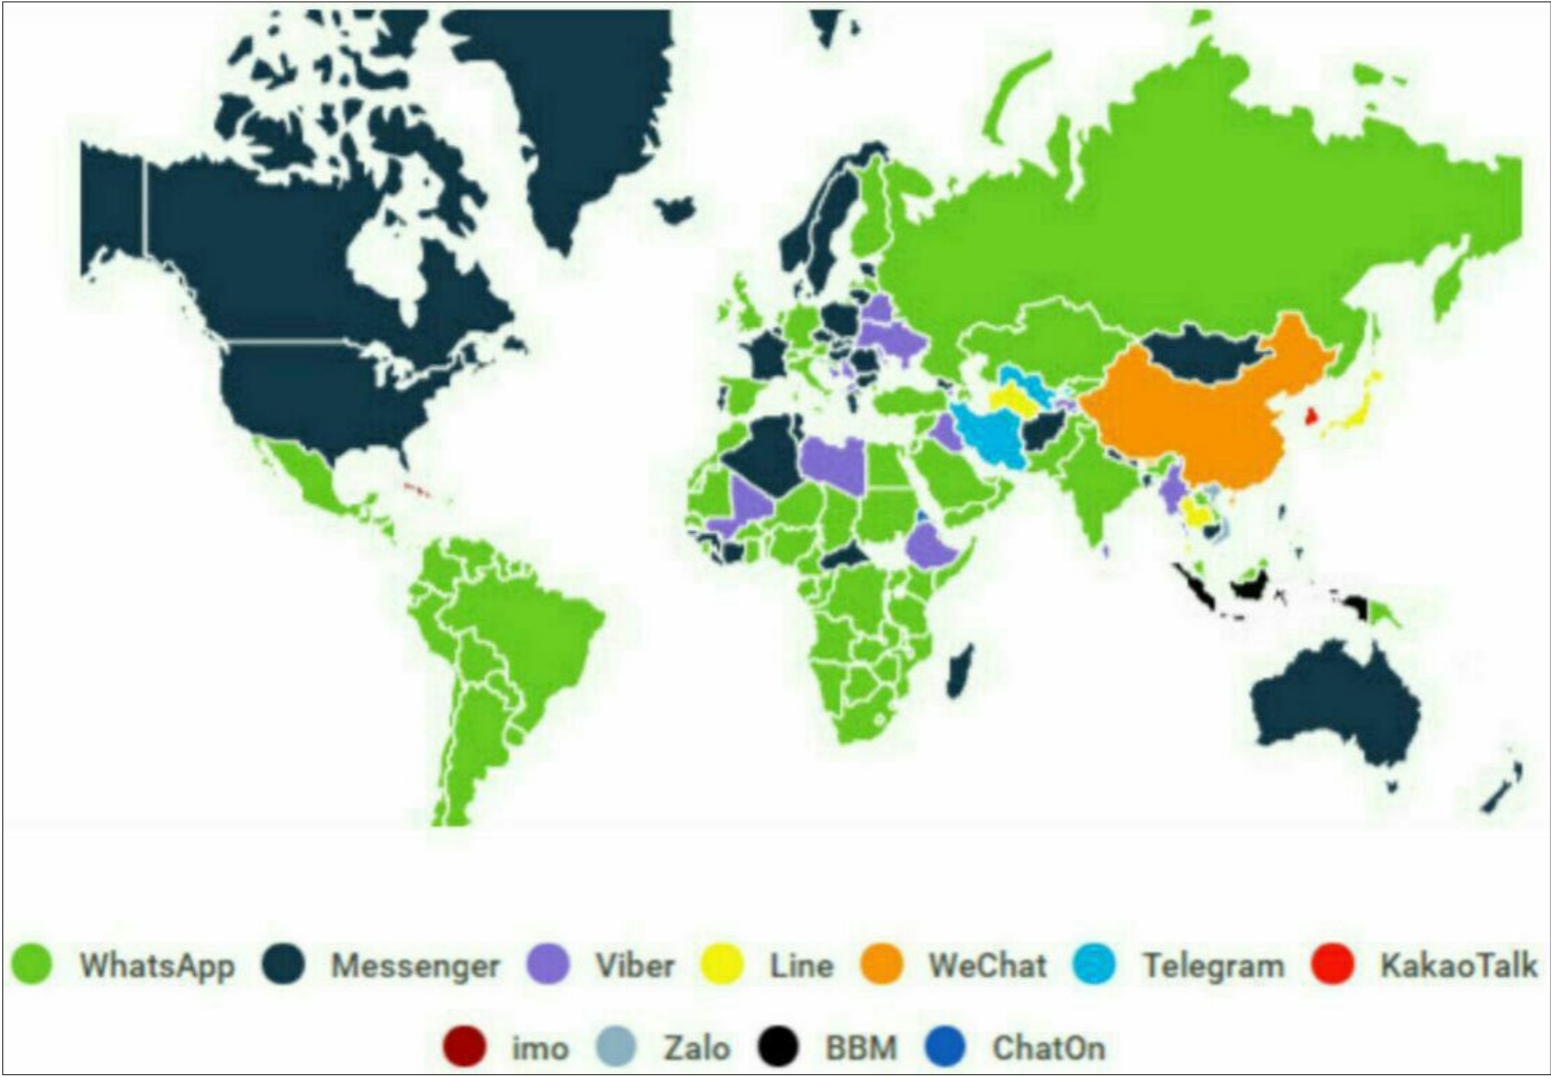 WhatsApp Messenger Viber Line WeChat Telegram KakaoTalk
imo Zalo BBM ChatOn